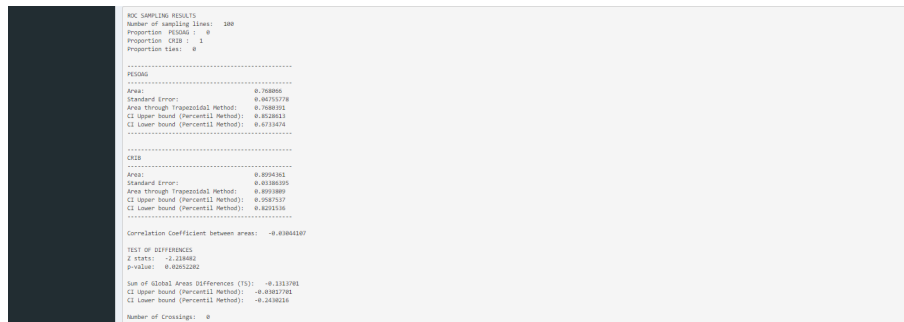 ROC SAMPLING RESULTS
Number of sampling lines: 100
Proportion PESOAG : 0
Proportion CRIB : 1
Proportion ties: 0
------------------------------------------------
PESOAG
------------------------------------------------
Area: 0.768066
Standard Error: 0.04755778
Area through Trapezoidal Method: 0.7680391
CI Upper bound (Percentil Method): 0.8528613
CI Lower bound (Percentil Method): 0.6733474
------------------------------------------------
------------------------------------------------
CRIB
------------------------------------------------
Area: 0.8994361
Standard Error: 0.03386395
Area through Trapezoidal Method: 0.8993809
CI Upper bound (Percentil Method): 0.9587537
CI Lower bound (Percentil Method): 0.8291536
------------------------------------------------
Correlation Coefficient between areas: -0.03044107
TEST OF DIFFERENCES
Z stats: -2.218482
p-value: 0.02652202
Sum of Global Areas Differences (TS): -0.1313701
CI Upper bound (Percentil Method): -0.03017701
CI Lower bound (Percentil Method): -0.2430216
Number of Crossings: 0